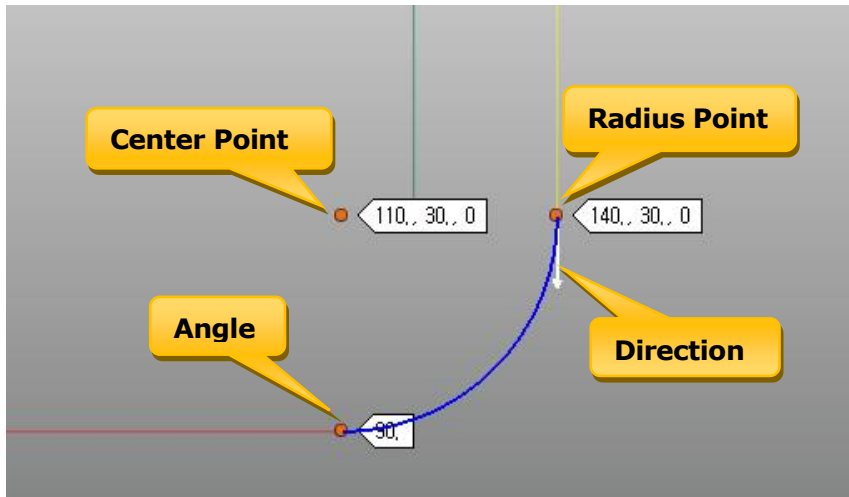 Center Point
Radius Point
110,, 30,, 0
140,, 30,, 0
Angle
Direction
90,